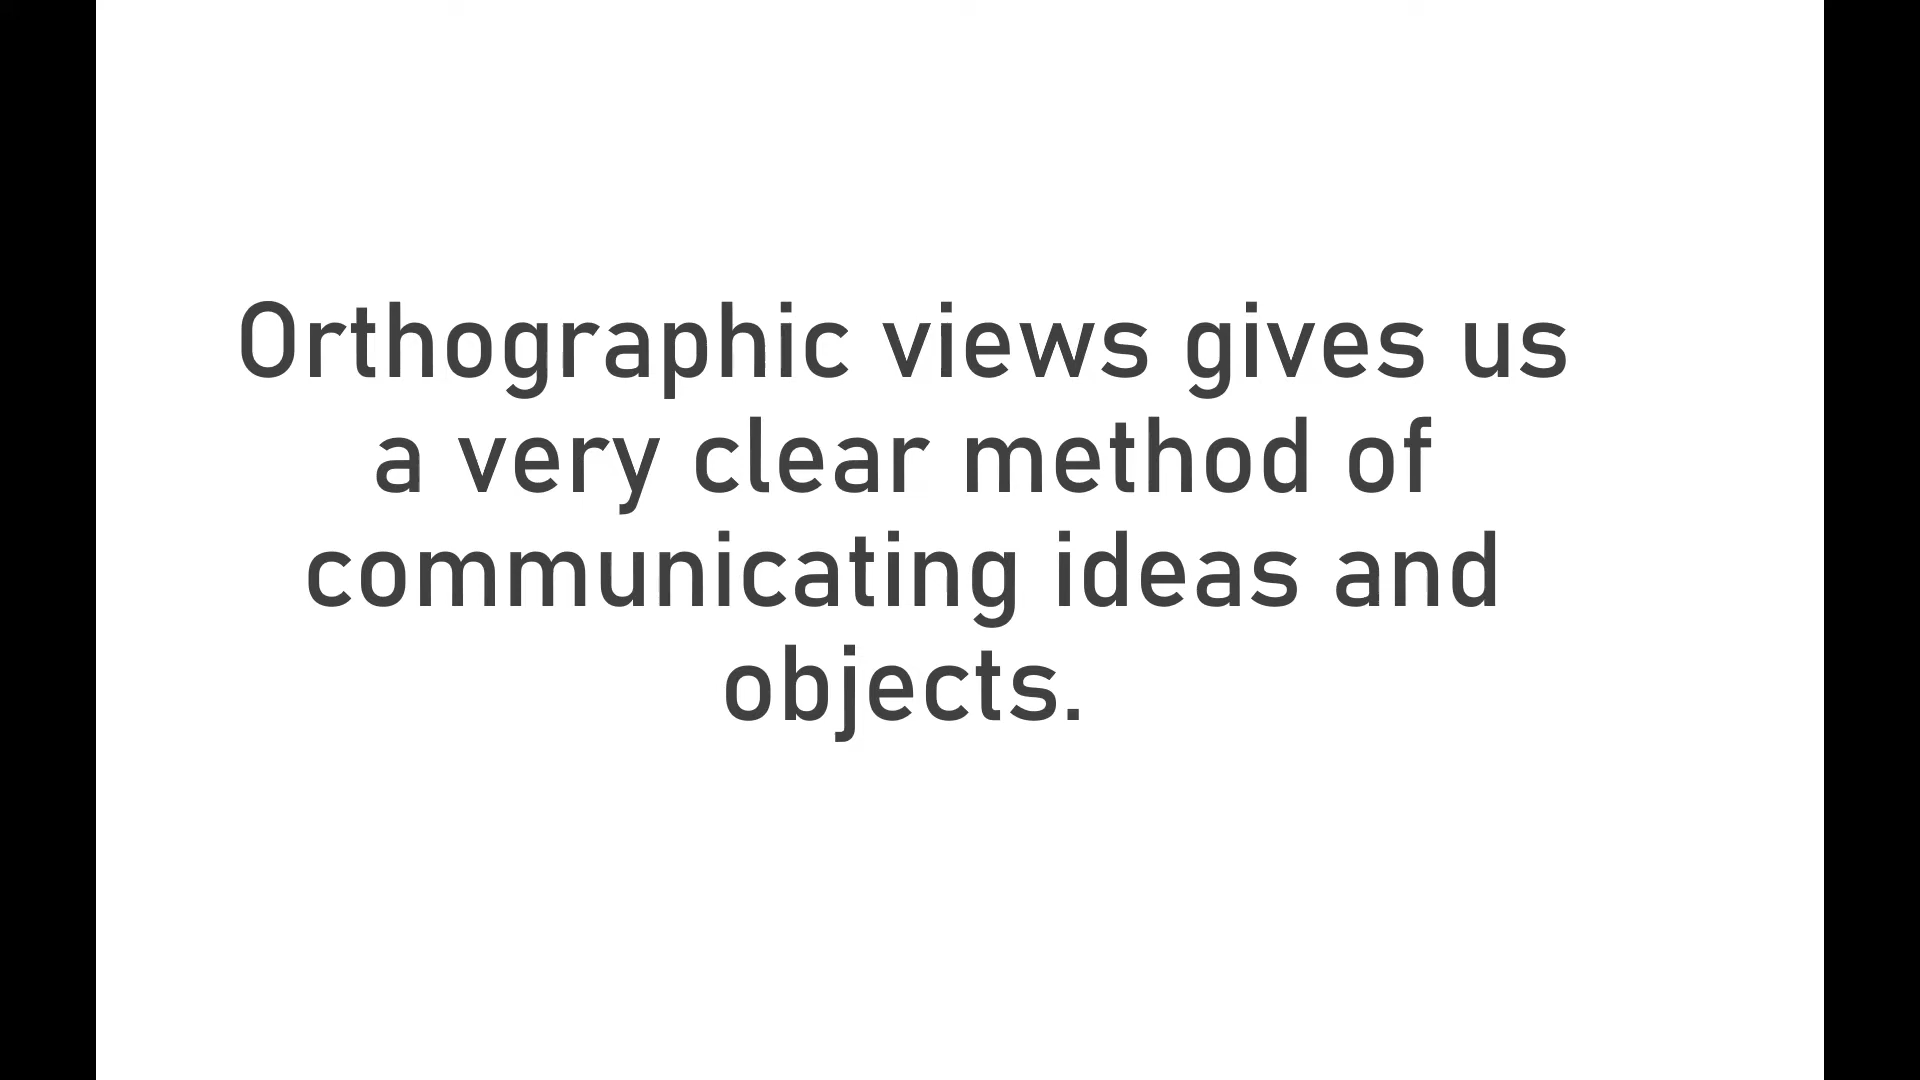 Orthographic views gives us
a very clear method of
communicating ideas and
objects.